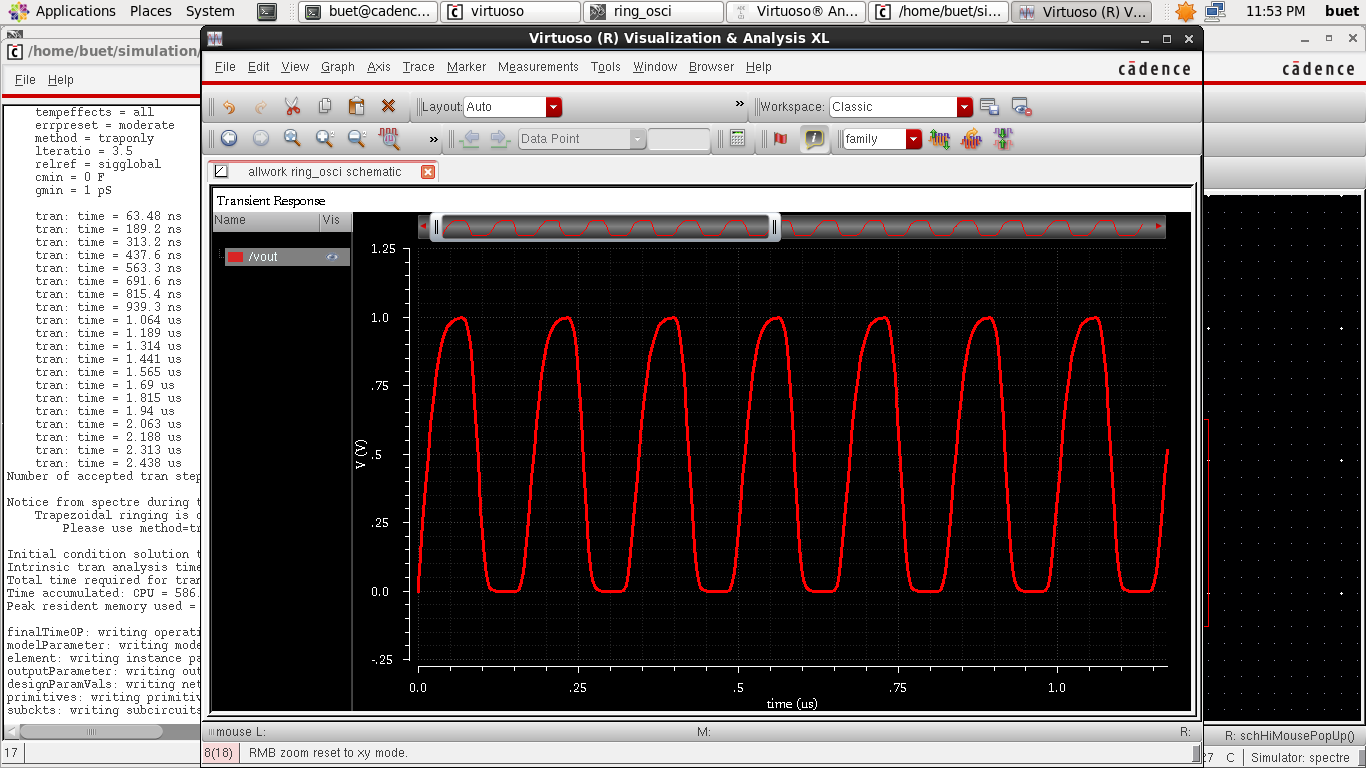 Applications Places System
buet@cadenc...
virtuoso
ring_osci
Virtuoso® An...
/home/buet/si...
Virtuoso (R) V...
11:53 PM buet
/home/buet/simulation/
File Help
cādence
tempeffects = all
errpreset = moderate
method = traponly
lteratio = 3.5
relref = sigglobal
cmin = 0 F
gmin = 1 pS
tran: time = 63.48 ns
tran: time = 189.2 ns
tran: time = 313.2 ns
tran: time = 437.6 ns
tran: time = 563.3 ns
tran: time = 691.6 ns
tran: time = 815.4 ns
tran: time = 939.3 ns
tran: time = 1.064 us
tran: time = 1.189 us
tran: time = 1.314 us
tran: time = 1.441 us
tran: time = 1.565 us
tran: time = 1.69 us
tran: time = 1.815 us
tran: time = 1.94 us
tran: time = 2.063 us
tran: time = 2.188 us
tran: time = 2.313 us
tran: time = 2.438 us
Number of accepted tran step
Notice from spectre during t
Trapezoidal ringing is
Please use method=tr
Initial condition solution t
Intrinsic tran analysis time
Total time required for tran
Time accumulated: CPU = 586.
Peak resident memory used =
finalTimeOP: writing operati
modelParameter: writing mode
element: writing instance pa
outputParameter: writing out
designParamVals: writing net
primitives: writing primitiv
subckts: writing subcircuits
17
Virtuoso (R) Visualization & Analysis XL
File Edit View Graph Axis Trace Marker Measurements Tools Window Browser Help
cādence
Layout: Auto
»
Workspace: Classic
»
Data Point
family
allwork ring_osci schematic
Transient Response
Name Vis
/vout
1.25
1.0
.75
.5
.25
0.0
-.25
V (V)
0.0 .25 .5 .75 1.0
time (us)
mouse L: M: R:
8(18) RMB zoom reset to xy mode.
R: schHiMousePopUp()
27 C Simulator: spectre